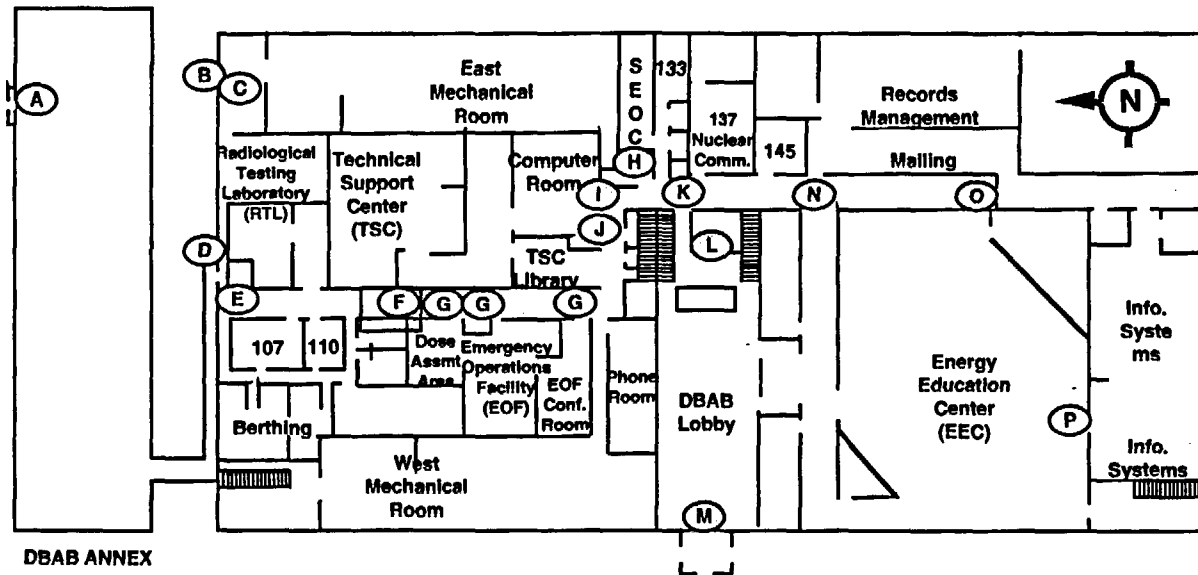 A
B
C
East
Mechanical
Room
S
E
O
C
133
137
Nuclear
Comm.
145
Records
Management
Mailing
N
Radiological
Testing
Laboratory
(RTL)
Technical
Support
Center
(TSC)
Computer
Room
H
I
K
N
O
D
J
TSC
Library
L
E
F
G
G
G
107
110
Dose
Assmt
Area
Emergency
Operations
Facility
(EOF)
EOF
Conf.
Room
Phone
Room
DBAB
Lobby
Energy
Education
Center
(EEC)
Info.
Syste
ms
P
Berthing
West
Mechanical
Room
Info.
Systems
M
DBAB ANNEX